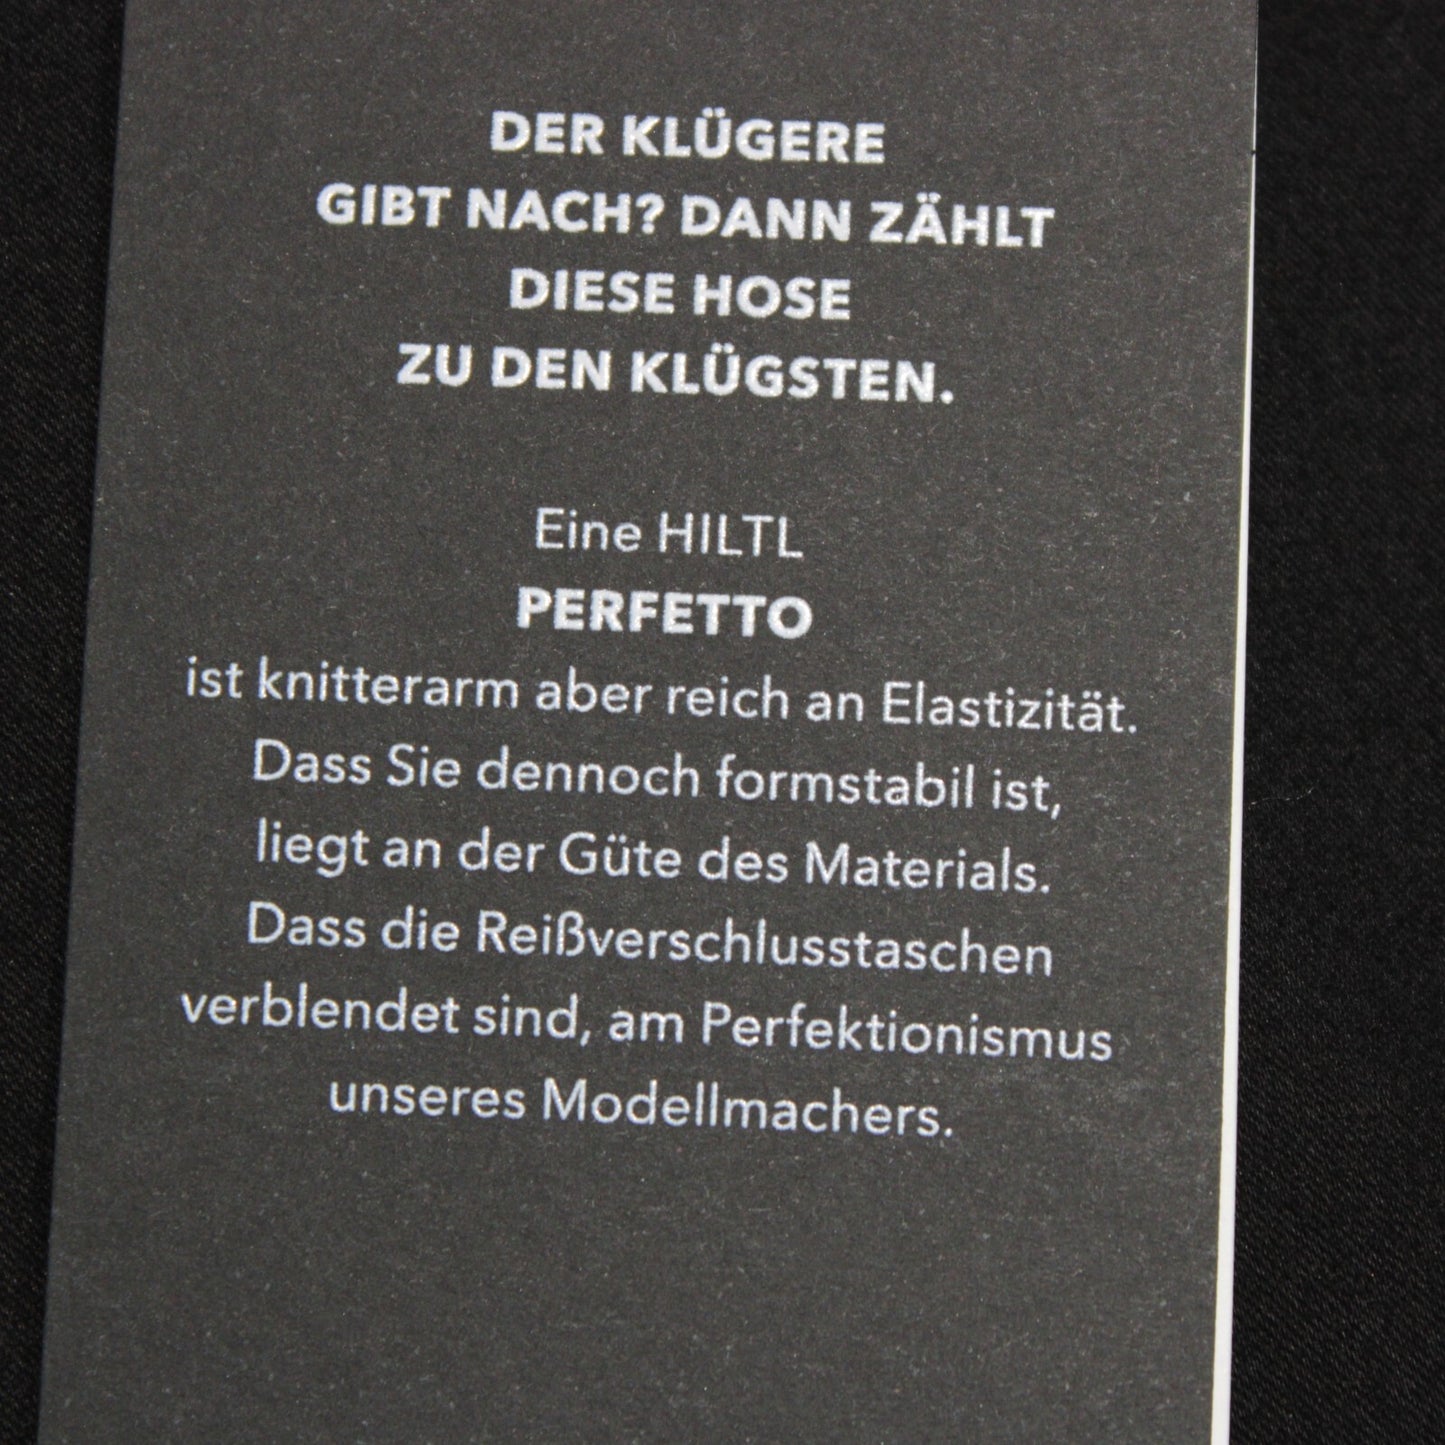 DER KLÜGERE
GIBT NACH? DANN ZÄHLT
DIESE HOSE
ZU DEN KLÜGSTEN.
Eine HILTL
PERFETTO
ist knitterarm aber reich an Elastizität.
Dass Sie dennoch formstabil ist,
liegt an der Güte des Materials.
Dass die Reißverschlusstaschen
verblendet sind, am Perfektionismus
unseres Modellmachers.